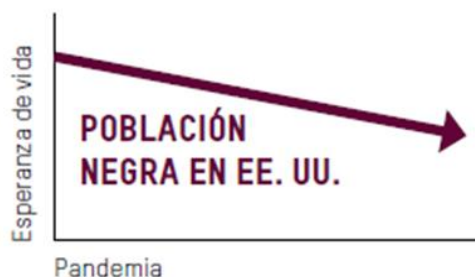 Esperanza de vida
POBLACIÓN
NEGRA EN EE. UU.
Pandemia